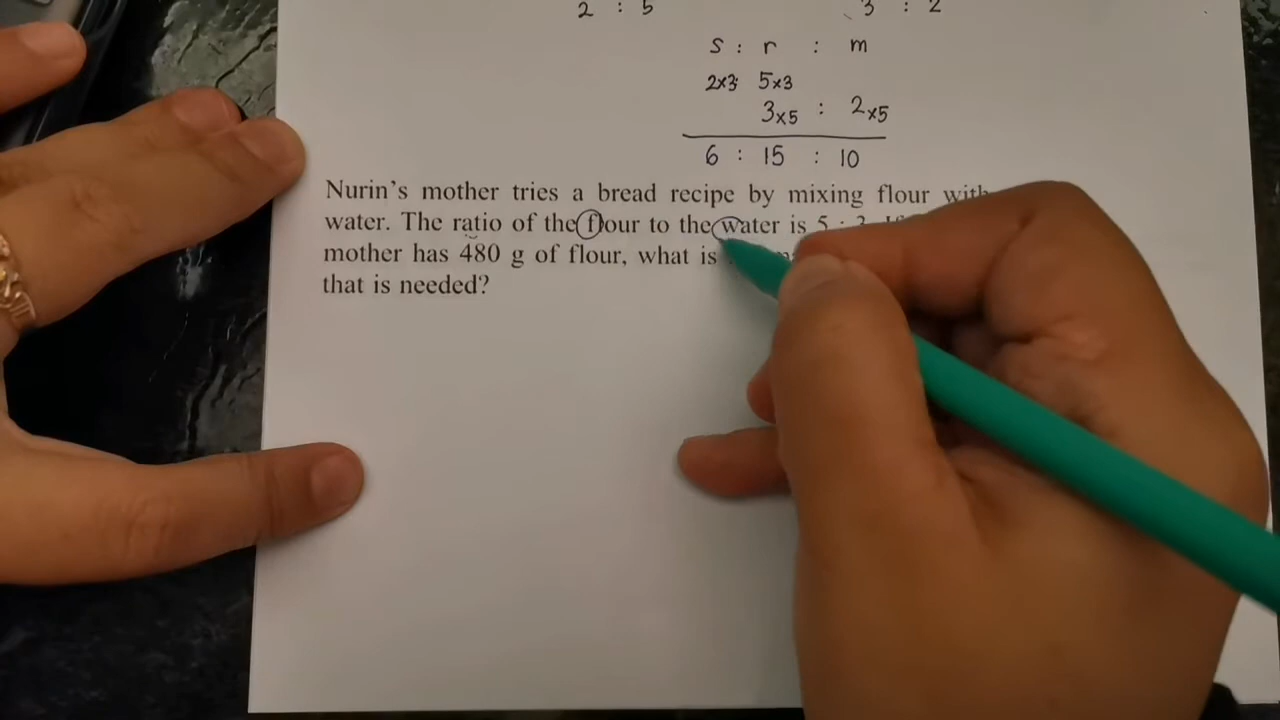 2 : 5 3 : 2
s : r : m
2x3 5x3
3x5 : 2x5
6 : 15 : 10
Nurin's mother tries a bread recipe by mixing flour with
water. The ratio of the flour to the water is 5 :
mother has 480 g of flour, what is
that is needed?